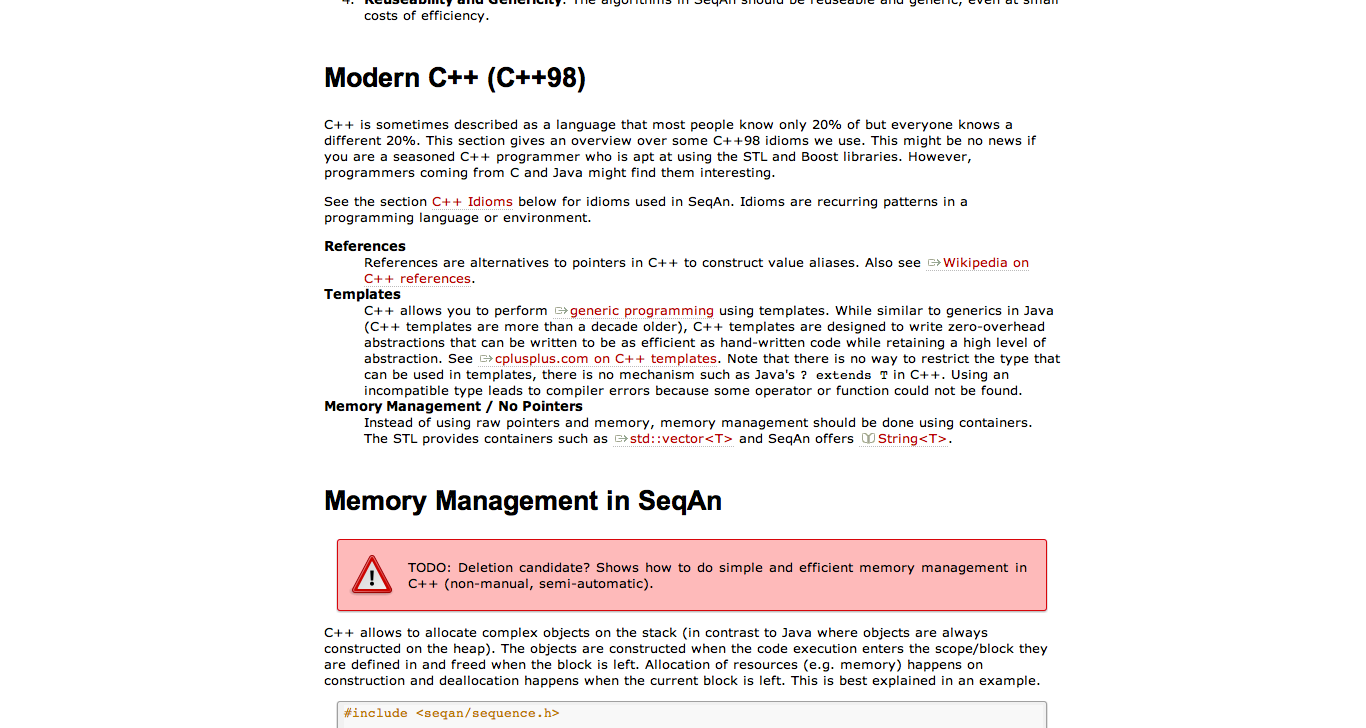 4. Reuseability and Genericity. The algorithms in SeqAn should be reuseable and generic, even at small
costs of efficiency.
Modern C++ (C++98)
C++ is sometimes described as a language that most people know only 20% of but everyone knows a
different 20%. This section gives an overview over some C++98 idioms we use. This might be no news if
you are a seasoned C++ programmer who is apt at using the STL and Boost libraries. However,
programmers coming from C and Java might find them interesting.
See the section C++ Idioms below for idioms used in SeqAn. Idioms are recurring patterns in a
programming language or environment.
References
References are alternatives to pointers in C++ to construct value aliases. Also see Wikipedia on
C++ references.
Templates
C++ allows you to perform generic programming using templates. While similar to generics in Java
(C++ templates are more than a decade older), C++ templates are designed to write zero-overhead
abstractions that can be written to be as efficient as hand-written code while retaining a high level of
abstraction. See cplusplus.com on C++ templates. Note that there is no way to restrict the type that
can be used in templates, there is no mechanism such as Java's ? extends T in C++. Using an
incompatible type leads to compiler errors because some operator or function could not be found.
Memory Management / No Pointers
Instead of using raw pointers and memory, memory management should be done using containers.
The STL provides containers such as std::vector<T> and SeqAn offers String<T>.
Memory Management in SeqAn
TODO: Deletion candidate? Shows how to do simple and efficient memory management in
C++ (non-manual, semi-automatic).
C++ allows to allocate complex objects on the stack (in contrast to Java where objects are always
constructed on the heap). The objects are constructed when the code execution enters the scope/block they
are defined in and freed when the block is left. Allocation of resources (e.g. memory) happens on
construction and deallocation happens when the current block is left. This is best explained in an example.
#include <seqan/sequence.h>